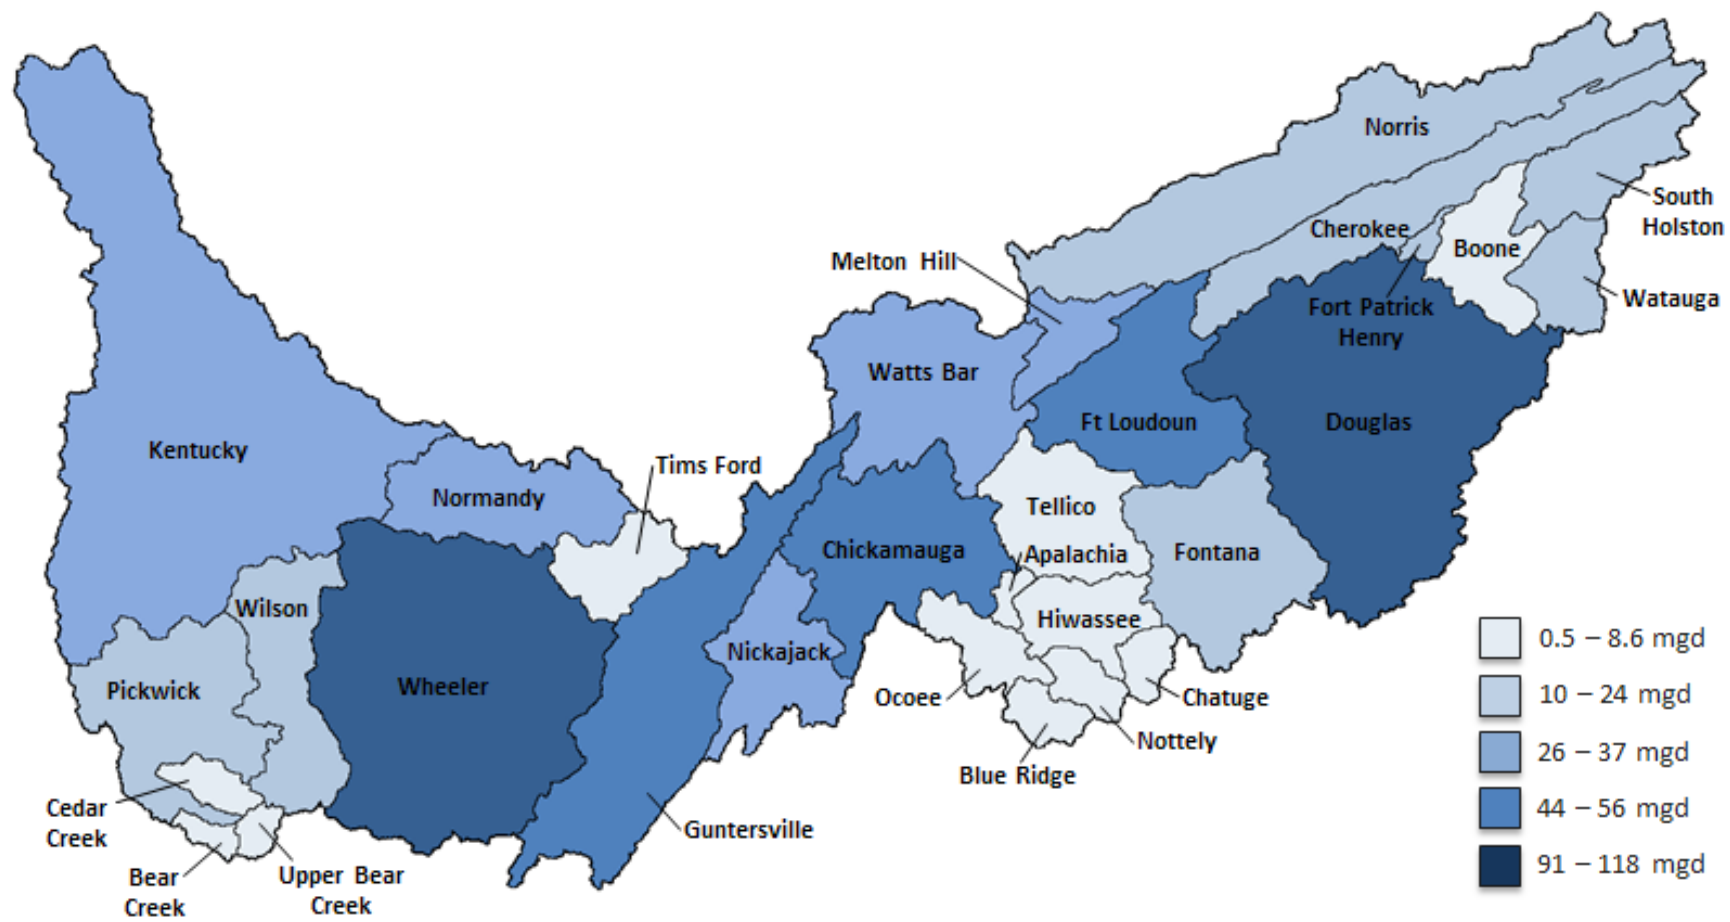 Norris
South
Holston
Cherokee
Boone
Melton Hill
Watauga
Fort Patrick
Henry
Watts Bar
Ft Loudoun
Douglas
Kentucky
Tims Ford
Normandy
Tellico
Chickamauga
Apalachia
Fontana
Wilson
Hiwassee
Nickajack
Pickwick
Wheeler
Ocoee
Chatuge
Nottely
Blue Ridge
Cedar
Creek
Guntersville
Bear
Creek
Upper Bear
Creek
0.5 – 8.6 mgd
10 – 24 mgd
26 – 37 mgd
44 – 56 mgd
91 – 118 mgd